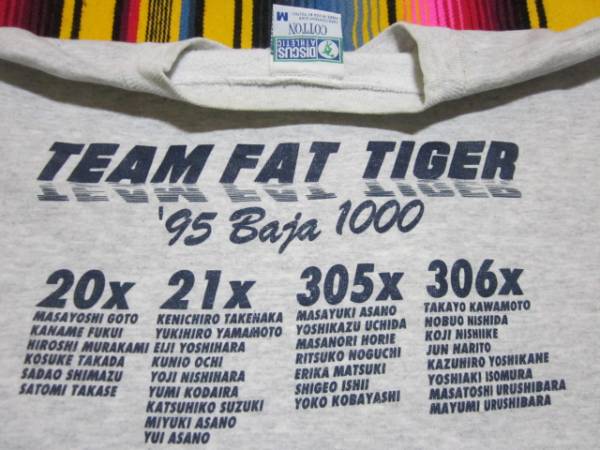 DISCUS
ATHLETIC
COTTON
M
TEAM FAT TIGER
'95 Baja 1000
20x
MASAYOSHI GOTO
KANAME FUKUI
HIROSHI MURAKAMI
KOSUKE TAKADA
SADAO SHIMAZU
SATOMI TAKASE
21x
KENICHIRO TAKENAKA
YUKIHIRO YAMAMOTO
EIJI YOSHIHARA
KUNIO OCHI
YOJI NISHIHARA
YUMI KODAIRA
KATSUHIKO SUZUKI
MIYUKI ASANO
YUI ASANO
305x
MASAYUKI ASANO
YOSHIKAZU UCHIDA
MASANORI HORIE
RITSUKO NOGUCHI
ERIKA MATSUKI
SHIGEO ISHII
YOKO KOBAYASHI
306x
TAKAYO KAWAMOTO
NOBUO NISHIDA
KOJI NISHIIKE
JUN NARITO
KAZUHIRO YOSHIKANE
YOSHIAKI ISOMURA
MASATOSHI URUSHIBARA
MAYUMI URUSHIBARA